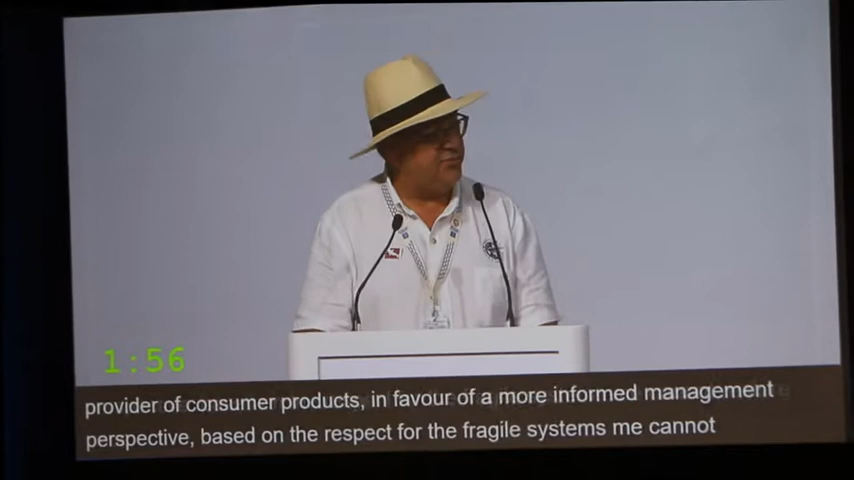 1:56
provider of consumer products, in favour of a more informed management
perspective, based on the respect for the fragile systems me cannot